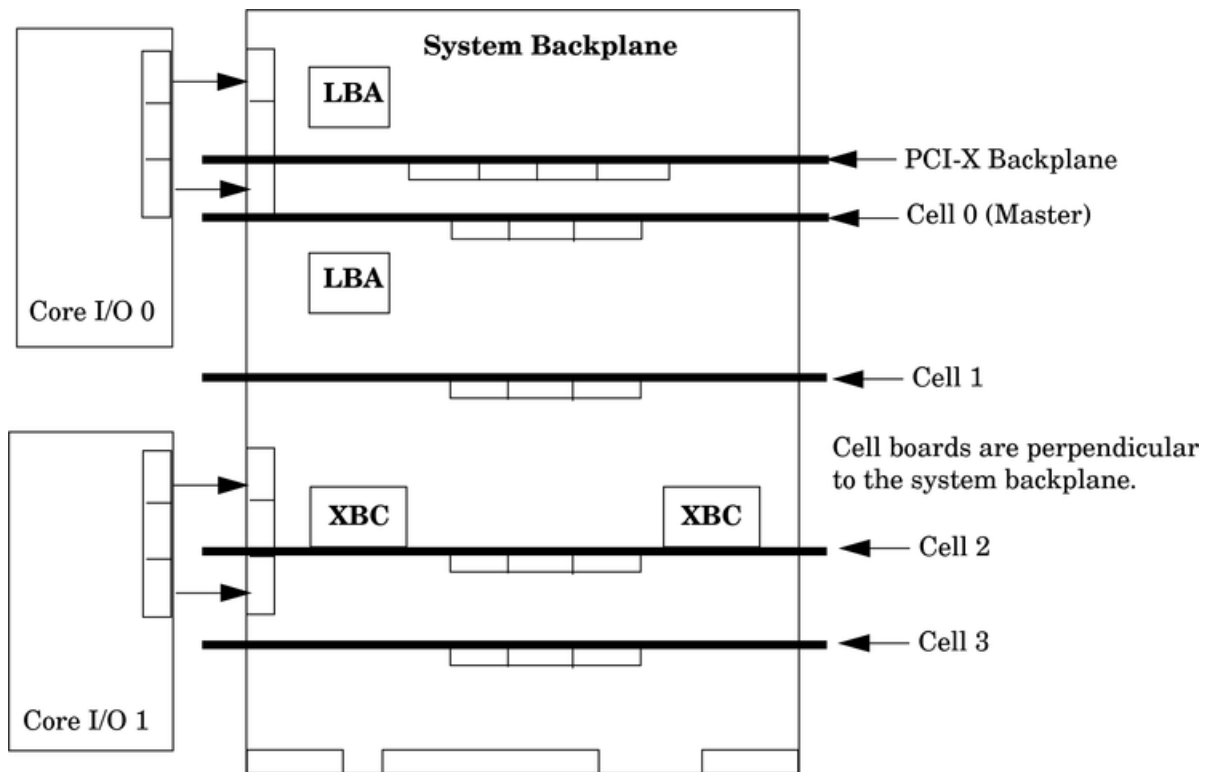 System Backplane
LBA
PCI-X Backplane
Cell 0 (Master)
LBA
Core I/O 0
Cell 1
Cell boards are perpendicular
to the system backplane.
XBC
XBC
Cell 2
Cell 3
Core I/O 1